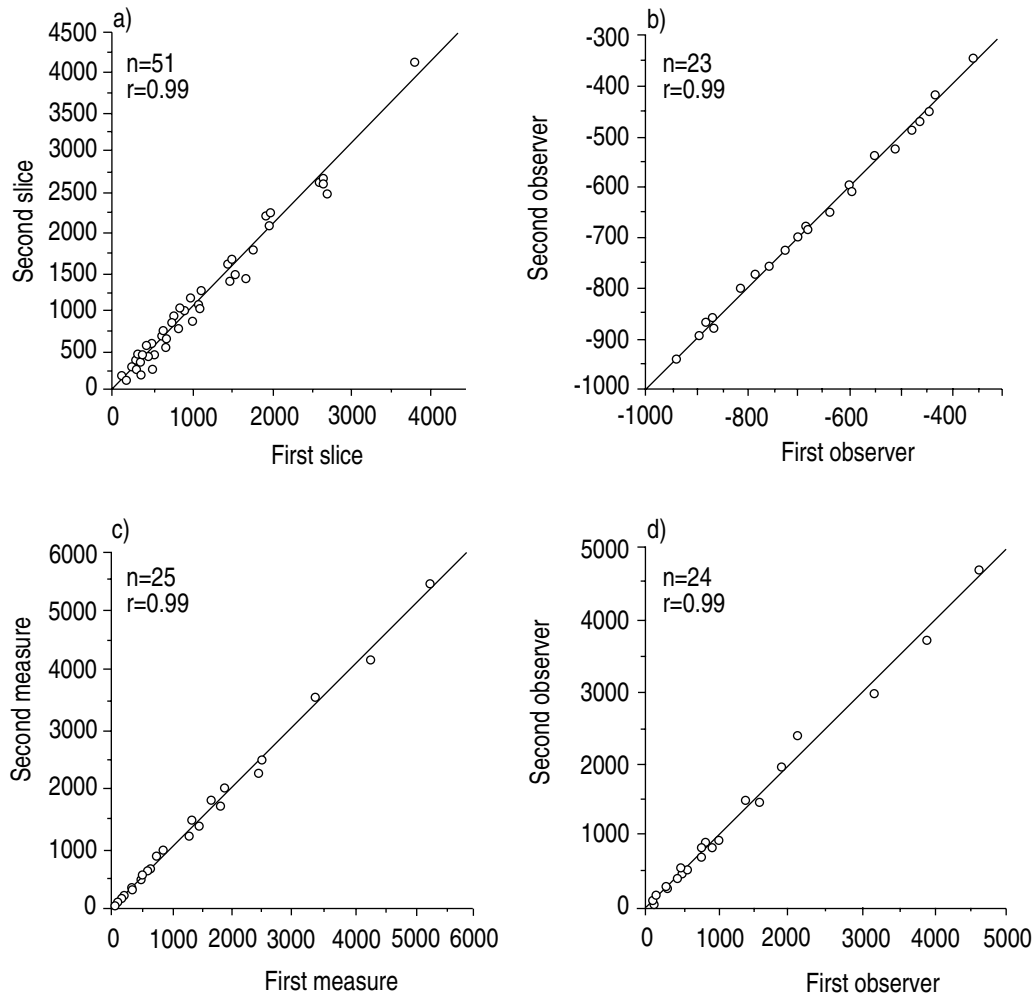 a)
n=51
r=0.99
4500
4000
3500
3000
2500
2000
1500
1000
500
0
Second slice
0 1000 2000 3000 4000
First slice
b)
n=23
r=0.99
-300
-400
-500
-600
-700
-800
-900
-1000
Second observer
-1000 -800 -600 -400
First observer
c)
n=25
r=0.99
6000
5000
4000
3000
2000
1000
0
Second measure
0 1000 2000 3000 4000 5000 6000
First measure
d)
n=24
r=0.99
5000
4000
3000
2000
1000
0
Second observer
0 1000 2000 3000 4000 5000
First observer